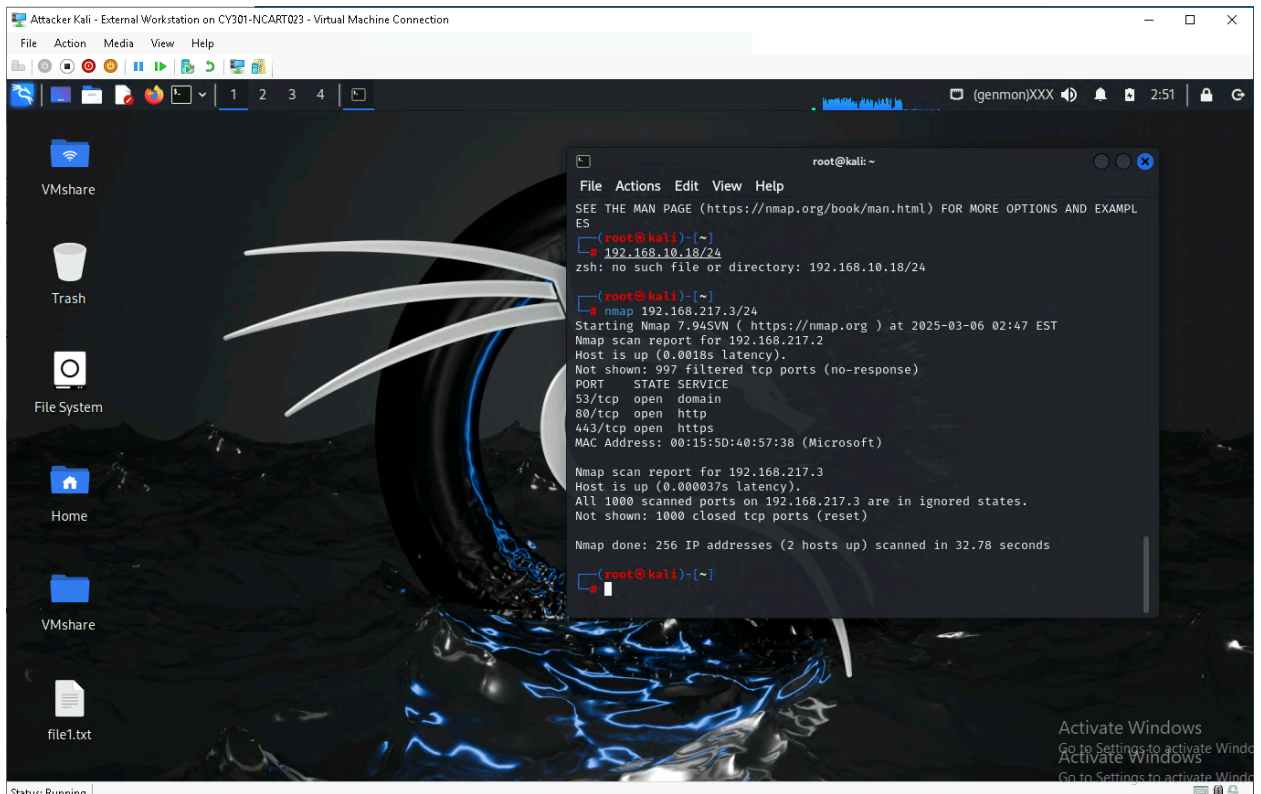 Attacker Kali - External Workstation on CY301-NCART023 - Virtual Machine Connection
File Action Media View Help
1 2 3 4
(genmon)XXX
2:51
VMshare
Trash
File System
Home
VMshare
file1.txt
root@kali: ~
File Actions Edit View Help
SEE THE MAN PAGE (https://nmap.org/book/man.html) FOR MORE OPTIONS AND EXAMPL
ES
┌──(root㉿kali)-[~]
└─# 192.168.10.18/24
zsh: no such file or directory: 192.168.10.18/24
┌──(root㉿kali)-[~]
└─# nmap 192.168.217.3/24
Starting Nmap 7.94SVN ( https://nmap.org ) at 2025-03-06 02:47 EST
Nmap scan report for 192.168.217.2
Host is up (0.0018s latency).
Not shown: 997 filtered tcp ports (no-response)
PORT    STATE SERVICE
53/tcp  open  domain
80/tcp  open  http
443/tcp open  https
MAC Address: 00:15:5D:40:57:38 (Microsoft)
Nmap scan report for 192.168.217.3
Host is up (0.000037s latency).
All 1000 scanned ports on 192.168.217.3 are in ignored states.
Not shown: 1000 closed tcp ports (reset)
Nmap done: 256 IP addresses (2 hosts up) scanned in 32.78 seconds
┌──(root㉿kali)-[~]
└─#
Activate Windows
Go to Settings to activate Windo
Activate Windows
Go to Settings to activate Windo
Status: Running